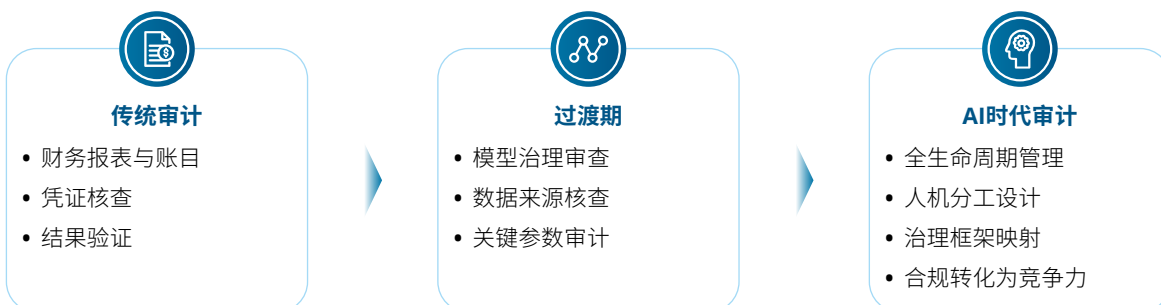 传统审计
• 财务报表与账目
• 凭证核查
• 结果验证
过渡期
• 模型治理审查
• 数据来源核查
• 关键参数审计
AI时代审计
• 全生命周期管理
• 人机分工设计
• 治理框架映射
• 合规转化为竞争力